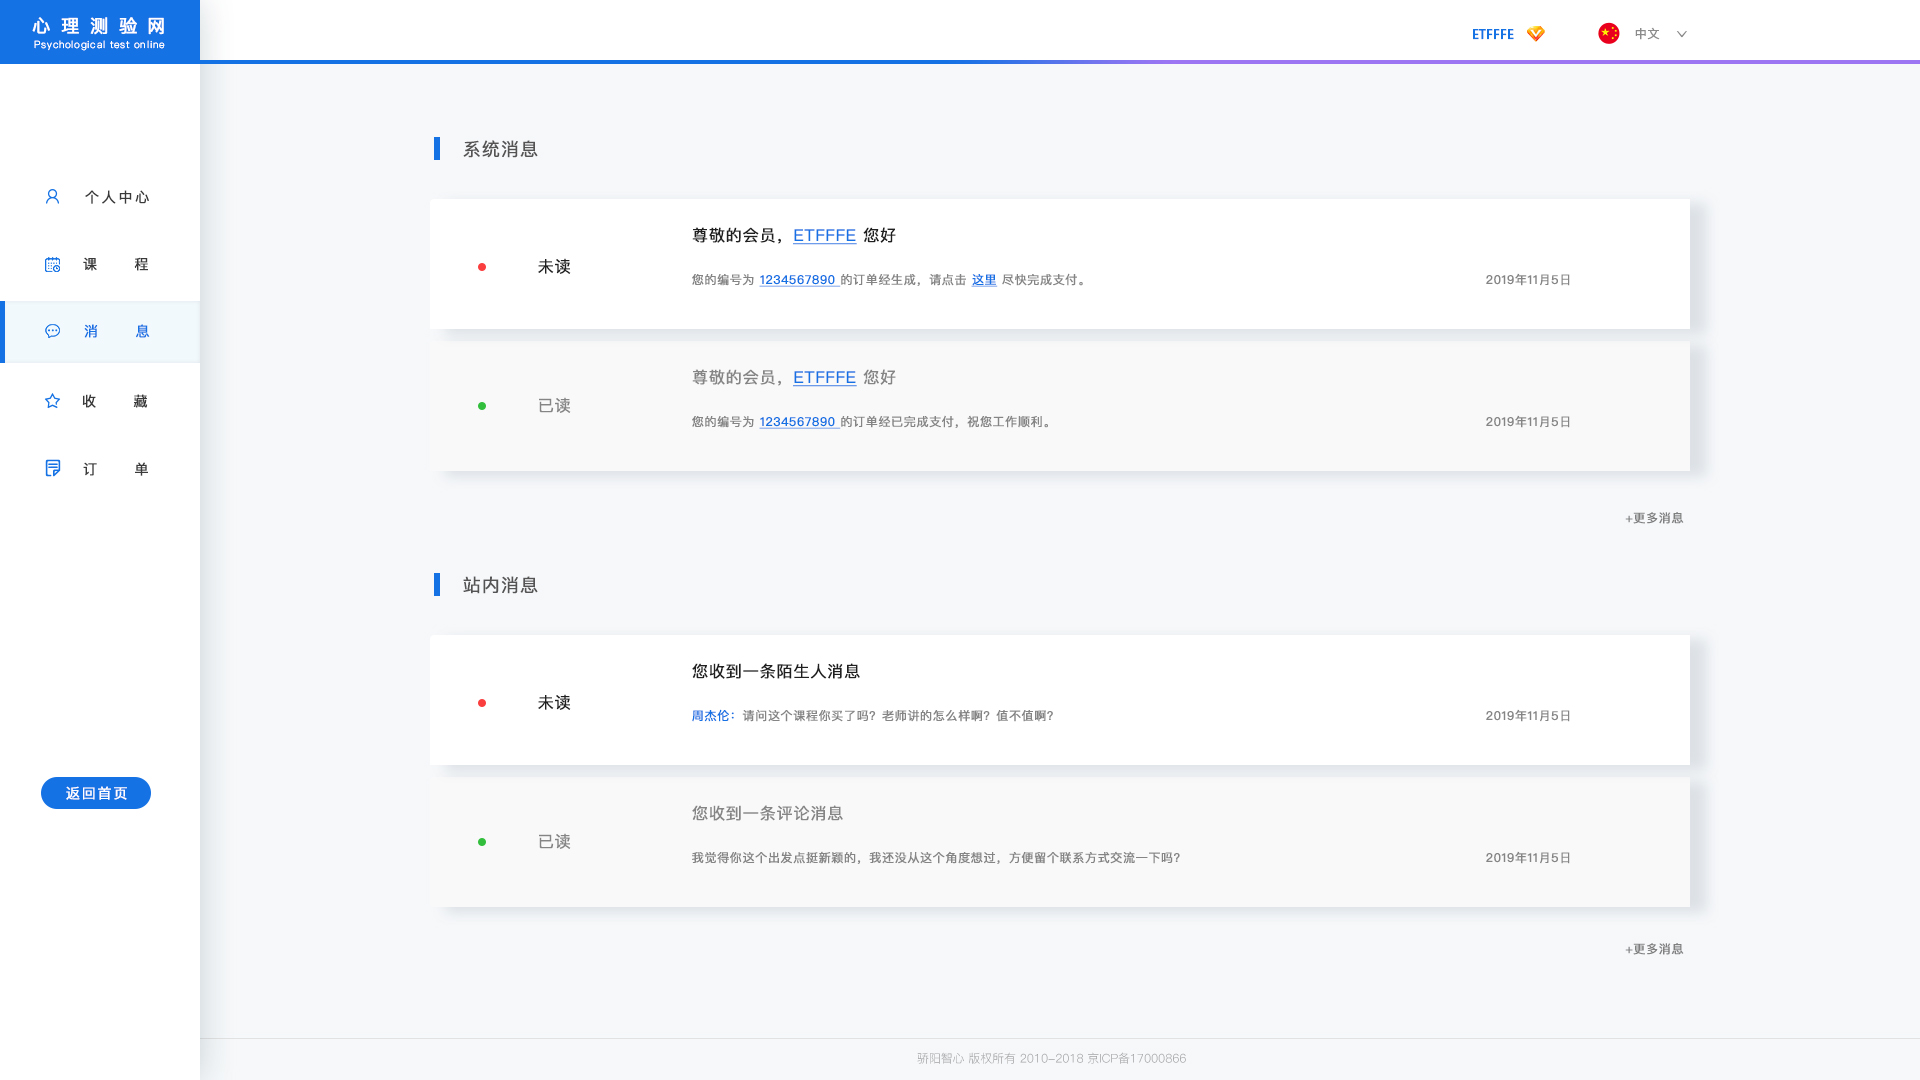 心理测验网
Psychological test online
ETFFFE
中文
个人中心
课 程
消 息
收 藏
订 单
返回首页
系统消息
未读
尊敬的会员，ETFFFE 您好
您的编号为 1234567890 的订单经生成，请点击 这里 尽快完成支付。
2019年11月5日
已读
尊敬的会员，ETFFFE 您好
您的编号为 1234567890 的订单经已完成支付，祝您工作顺利。
2019年11月5日
+更多消息
站内消息
未读
您收到一条陌生人消息
周杰伦：请问这个课程你买了吗？老师讲的怎么样啊？值不值啊？
2019年11月5日
已读
您收到一条评论消息
我觉得你这个出发点挺新颖的，我还没从这个角度想过，方便留个联系方式交流一下吗？
2019年11月5日
+更多消息
骄阳智心 版权所有 2010-2018 京ICP备17000866